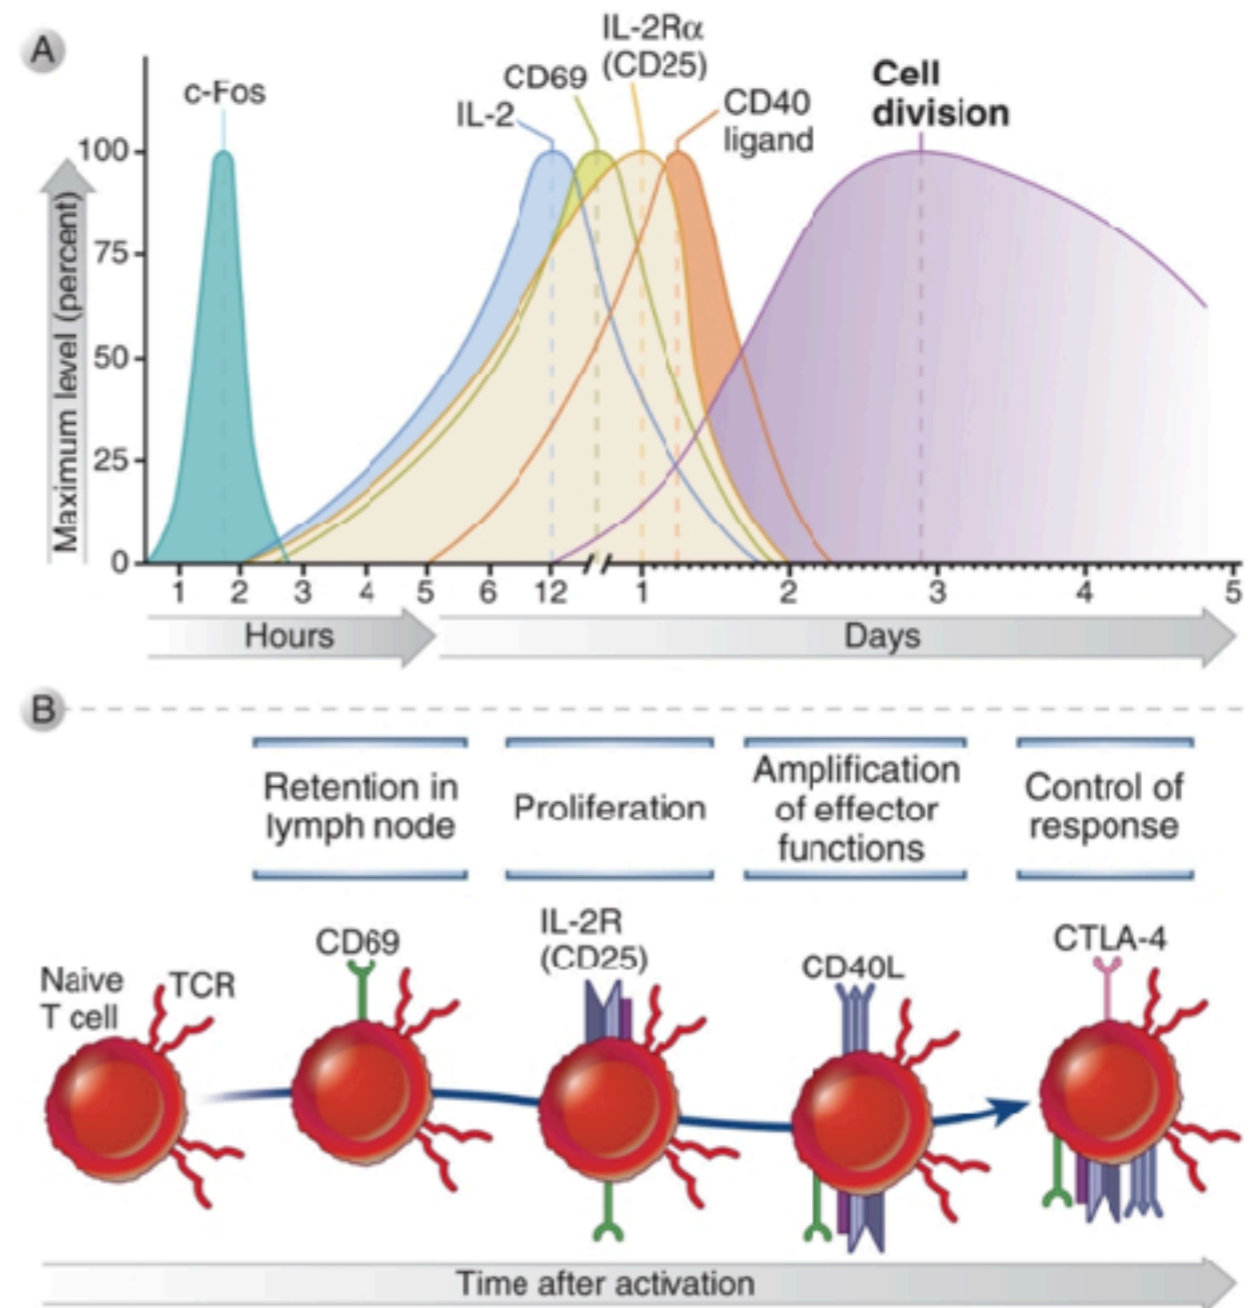 A
IL-2Rα
(CD25)
CD69
c-Fos
IL-2
CD40
ligand
Cell
division
Maximum level (percent)
100
75
50
25
0
1 2 3 4 5 6 12 1 2 3 4 5
Hours
Days
B
Retention in
lymph node
Proliferation
Amplification
of effector
functions
Control of
response
Naive
T cell
TCR
CD69
IL-2R
(CD25)
CD40L
CTLA-4
Time after activation